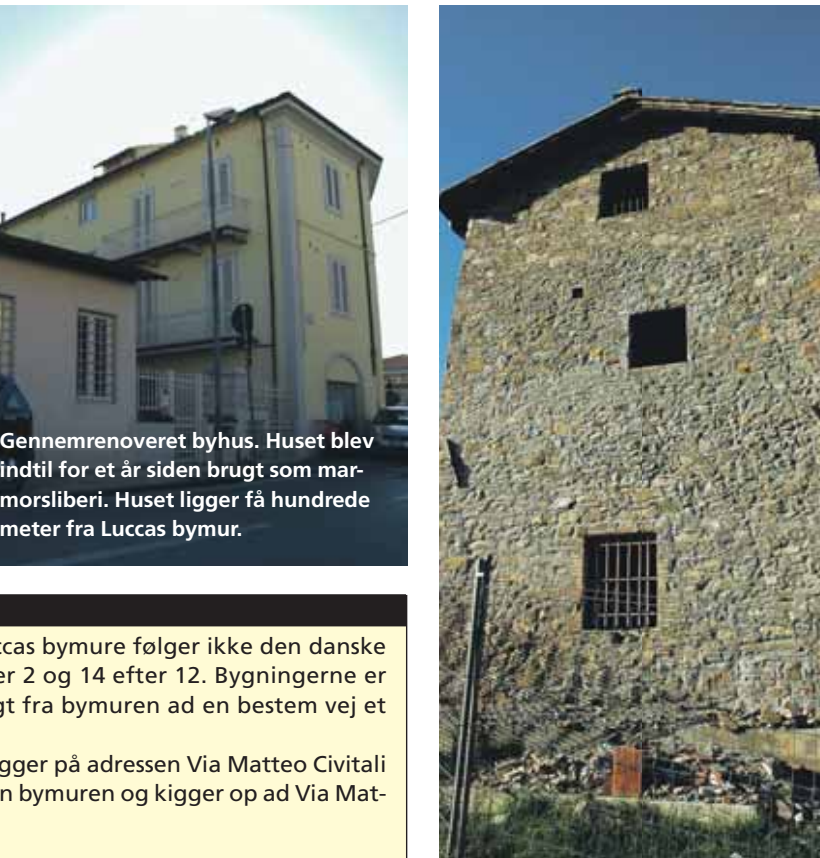 Gennemrenoveret byhus. Huset blev
indtil for et år siden brugt som mar-
morsliberi. Huset ligger få hundrede
meter fra Luccas bymur.
ccas bymure følger ikke den danske
er 2 og 14 efter 12. Bygningerne er
gt fra bymuren ad en bestem vej et
gger på adressen Via Matteo Civitali
n bymuren og kigger op ad Via Mat-